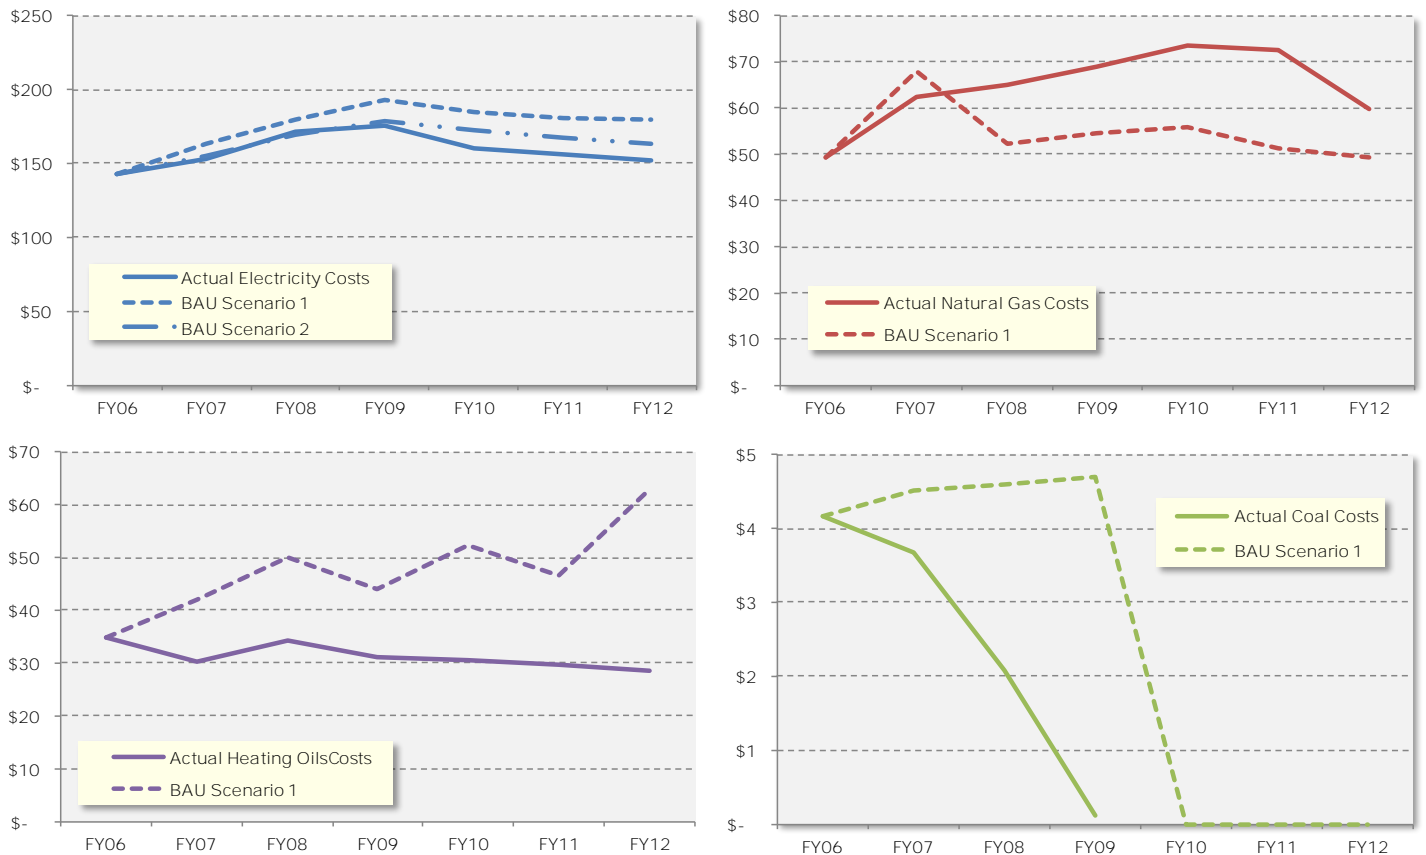 $250
$200
$150
$100
$50
$-
Actual Electricity Costs
BAU Scenario 1
BAU Scenario 2
FY06 FY07 FY08 FY09 FY10 FY11 FY12
$80
$70
$60
$50
$40
$30
$20
$10
$-
Actual Natural Gas Costs
BAU Scenario 1
FY06 FY07 FY08 FY09 FY10 FY11 FY12
$70
$60
$50
$40
$30
$20
$10
$-
Actual Heating OilsCosts
BAU Scenario 1
FY06 FY07 FY08 FY09 FY10 FY11 FY12
$5
$4
$3
$2
$1
$-
Actual Coal Costs
BAU Scenario 1
FY06 FY07 FY08 FY09 FY10 FY11 FY12